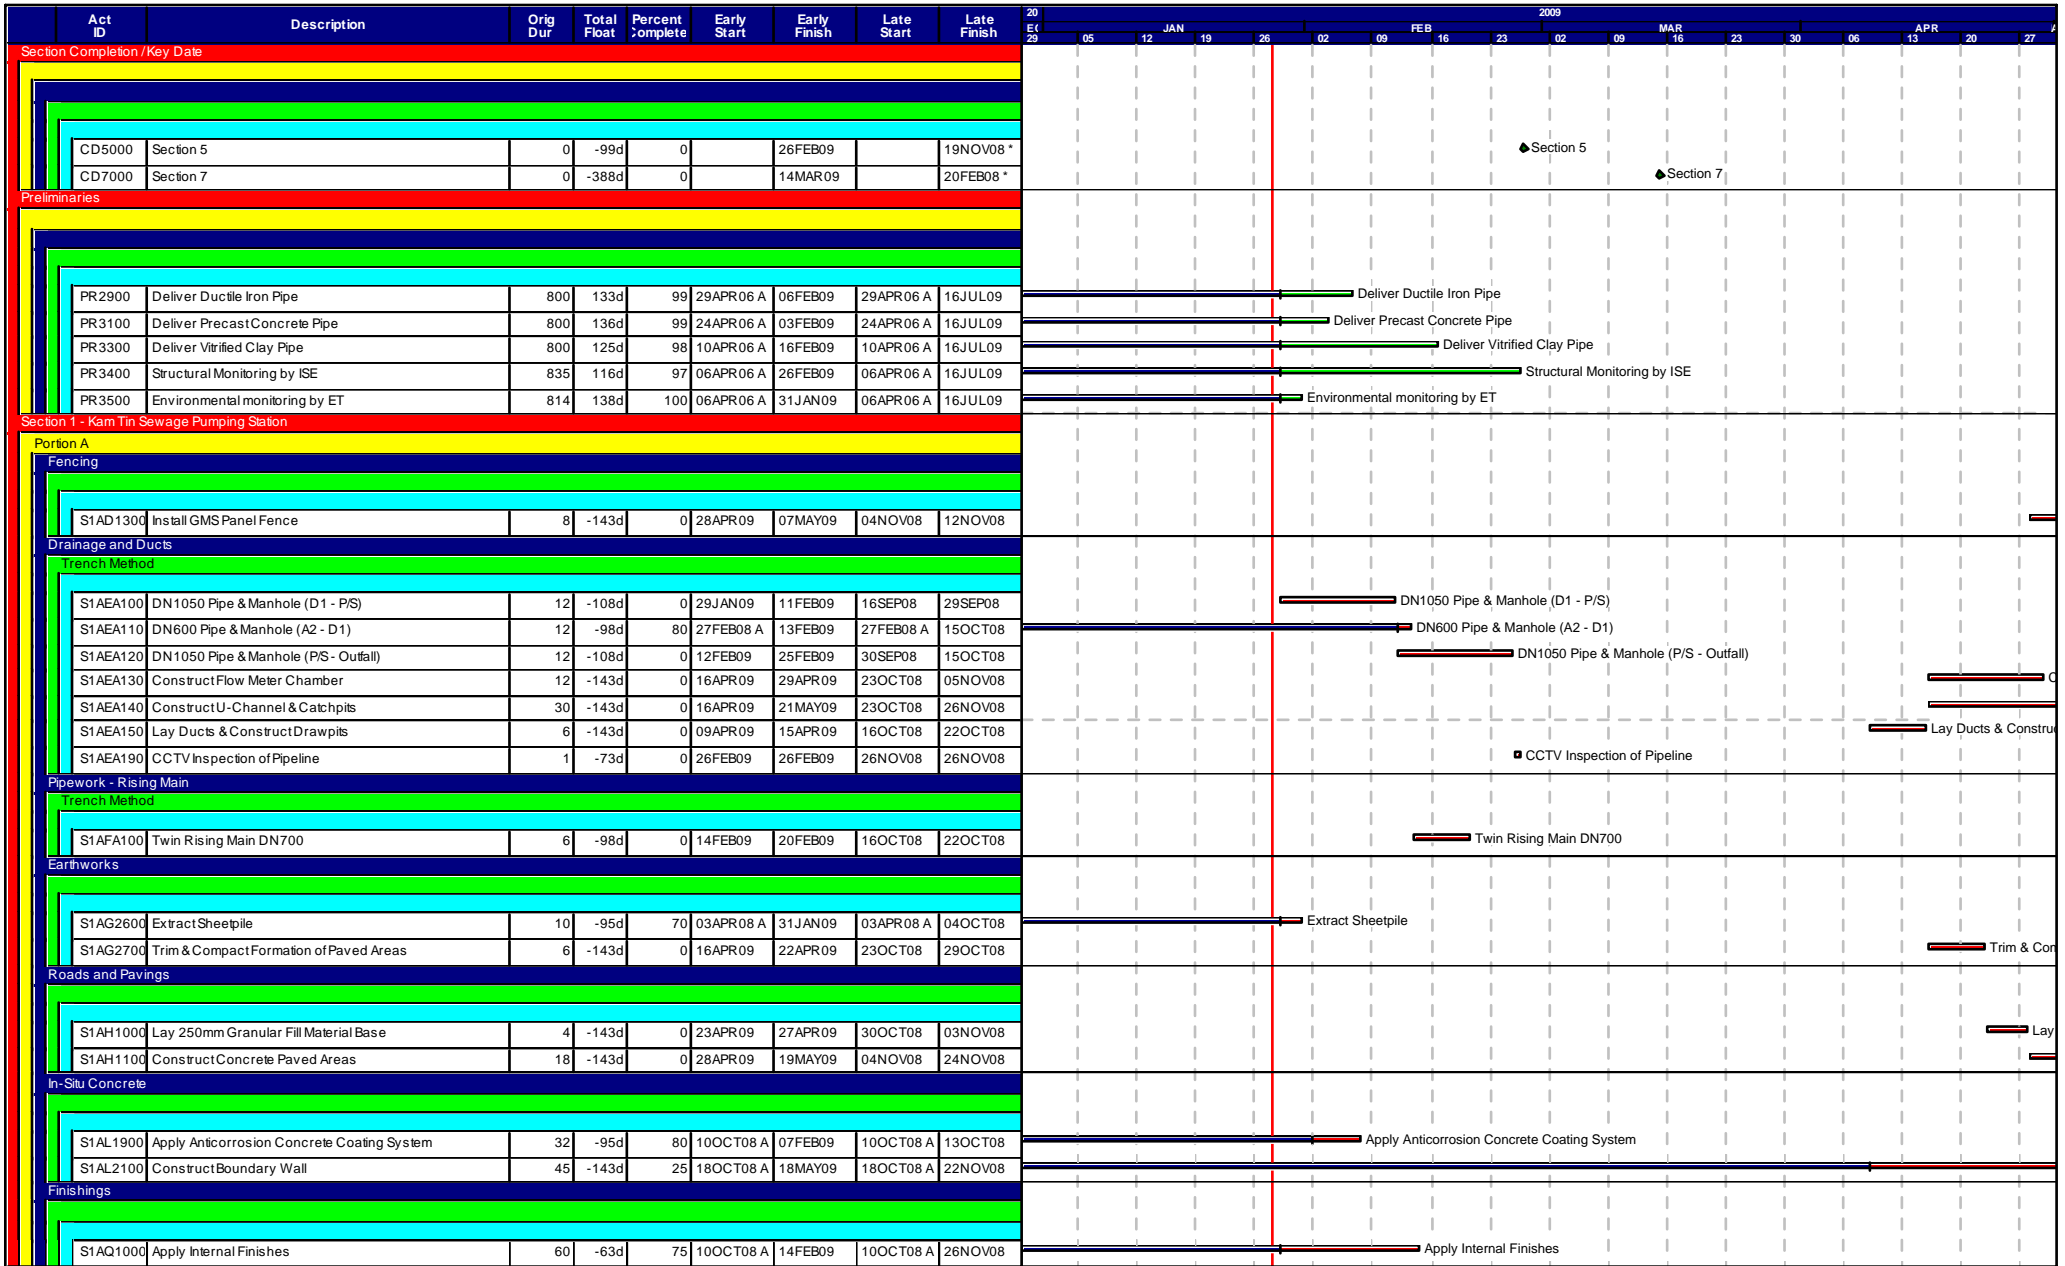 Act ID Description Orig Dur Total Float Percent Complete Early Start Early Finish Late Start Late Finish
20 2009
JAN FEB MAR APR
29 05 12 19 26 02 09 16 23 02 09 16 23 30 06 13 20 27
Section Completion / Key Date
CD5000 Section 5 0 -99d 0 26FEB09 19NOV08 * Section 5
CD7000 Section 7 0 -388d 0 14MAR09 20FEB08 * Section 7
Preliminaries
PR2900 Deliver Ductile Iron Pipe 800 133d 99 29APR06 A 06FEB09 29APR06 A 16JUL09 Deliver Ductile Iron Pipe
PR3100 Deliver Precast Concrete Pipe 800 136d 99 24APR06 A 03FEB09 24APR06 A 16JUL09 Deliver Precast Concrete Pipe
PR3300 Deliver Vitrified Clay Pipe 800 125d 98 10APR06 A 16FEB09 10APR06 A 16JUL09 Deliver Vitrified Clay Pipe
PR3400 Structural Monitoring by ISE 835 116d 97 06APR06 A 26FEB09 06APR06 A 16JUL09 Structural Monitoring by ISE
PR3500 Environmental monitoring by ET 814 138d 100 06APR06 A 31JAN09 06APR06 A 16JUL09 Environmental monitoring by ET
Section 1 - Kam Tin Sewage Pumping Station
Portion A
Fencing
S1AD1300 Install GMS Panel Fence 8 -143d 0 28APR09 07MAY09 04NOV08 12NOV08
Drainage and Ducts
Trench Method
S1AEA100 DN1050 Pipe & Manhole (D1 - P/S) 12 -108d 0 29JAN09 11FEB09 16SEP08 29SEP08 DN1050 Pipe & Manhole (D1 - P/S)
S1AEA110 DN600 Pipe & Manhole (A2 - D1) 12 -98d 80 27FEB08 A 13FEB09 27FEB08 A 15OCT08 DN600 Pipe & Manhole (A2 - D1)
S1AEA120 DN1050 Pipe & Manhole (P/S - Outfall) 12 -108d 0 12FEB09 25FEB09 30SEP08 15OCT08 DN1050 Pipe & Manhole (P/S - Outfall)
S1AEA130 Construct Flow Meter Chamber 12 -143d 0 16APR09 29APR09 23OCT08 05NOV08 C
S1AEA140 Construct U-Channel & Catchpits 30 -143d 0 16APR09 21MAY09 23OCT08 26NOV08
S1AEA150 Lay Ducts & Construct Drawpits 6 -143d 0 09APR09 15APR09 16OCT08 22OCT08 Lay Ducts & Constru
S1AEA190 CCTV Inspection of Pipeline 1 -73d 0 26FEB09 26FEB09 26NOV08 26NOV08 CCTV Inspection of Pipeline
Pipework - Rising Main
Trench Method
S1AFA100 Twin Rising Main DN700 6 -98d 0 14FEB09 20FEB09 16OCT08 22OCT08 Twin Rising Main DN700
Earthworks
S1AG2600 Extract Sheetpile 10 -95d 70 03APR08 A 31JAN09 03APR08 A 04OCT08 Extract Sheetpile
S1AG2700 Trim & Compact Formation of Paved Areas 6 -143d 0 16APR09 22APR09 23OCT08 29OCT08 Trim & Com
Roads and Pavings
S1AH1000 Lay 250mm Granular Fill Material Base 4 -143d 0 23APR09 27APR09 30OCT08 03NOV08 Lay
S1AH1100 Construct Concrete Paved Areas 18 -143d 0 28APR09 19MAY09 04NOV08 24NOV08
In-Situ Concrete
S1AL1900 Apply Anticorrosion Concrete Coating System 32 -95d 80 10OCT08 A 07FEB09 10OCT08 A 13OCT08 Apply Anticorrosion Concrete Coating System
S1AL2100 Construct Boundary Wall 45 -143d 25 18OCT08 A 18MAY09 18OCT08 A 22NOV08
Finishings
S1AQ1000 Apply Internal Finishes 60 -63d 75 10OCT08 A 14FEB09 10OCT08 A 26NOV08 Apply Internal Finishes